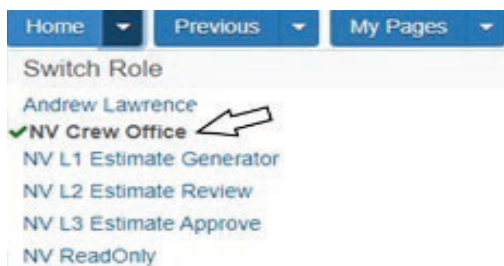 Home Previous My Pages
Switch Role
Andrew Lawrence
NV Crew Office
NV L1 Estimate Generator
NV L2 Estimate Review
NV L3 Estimate Approve
NV ReadOnly